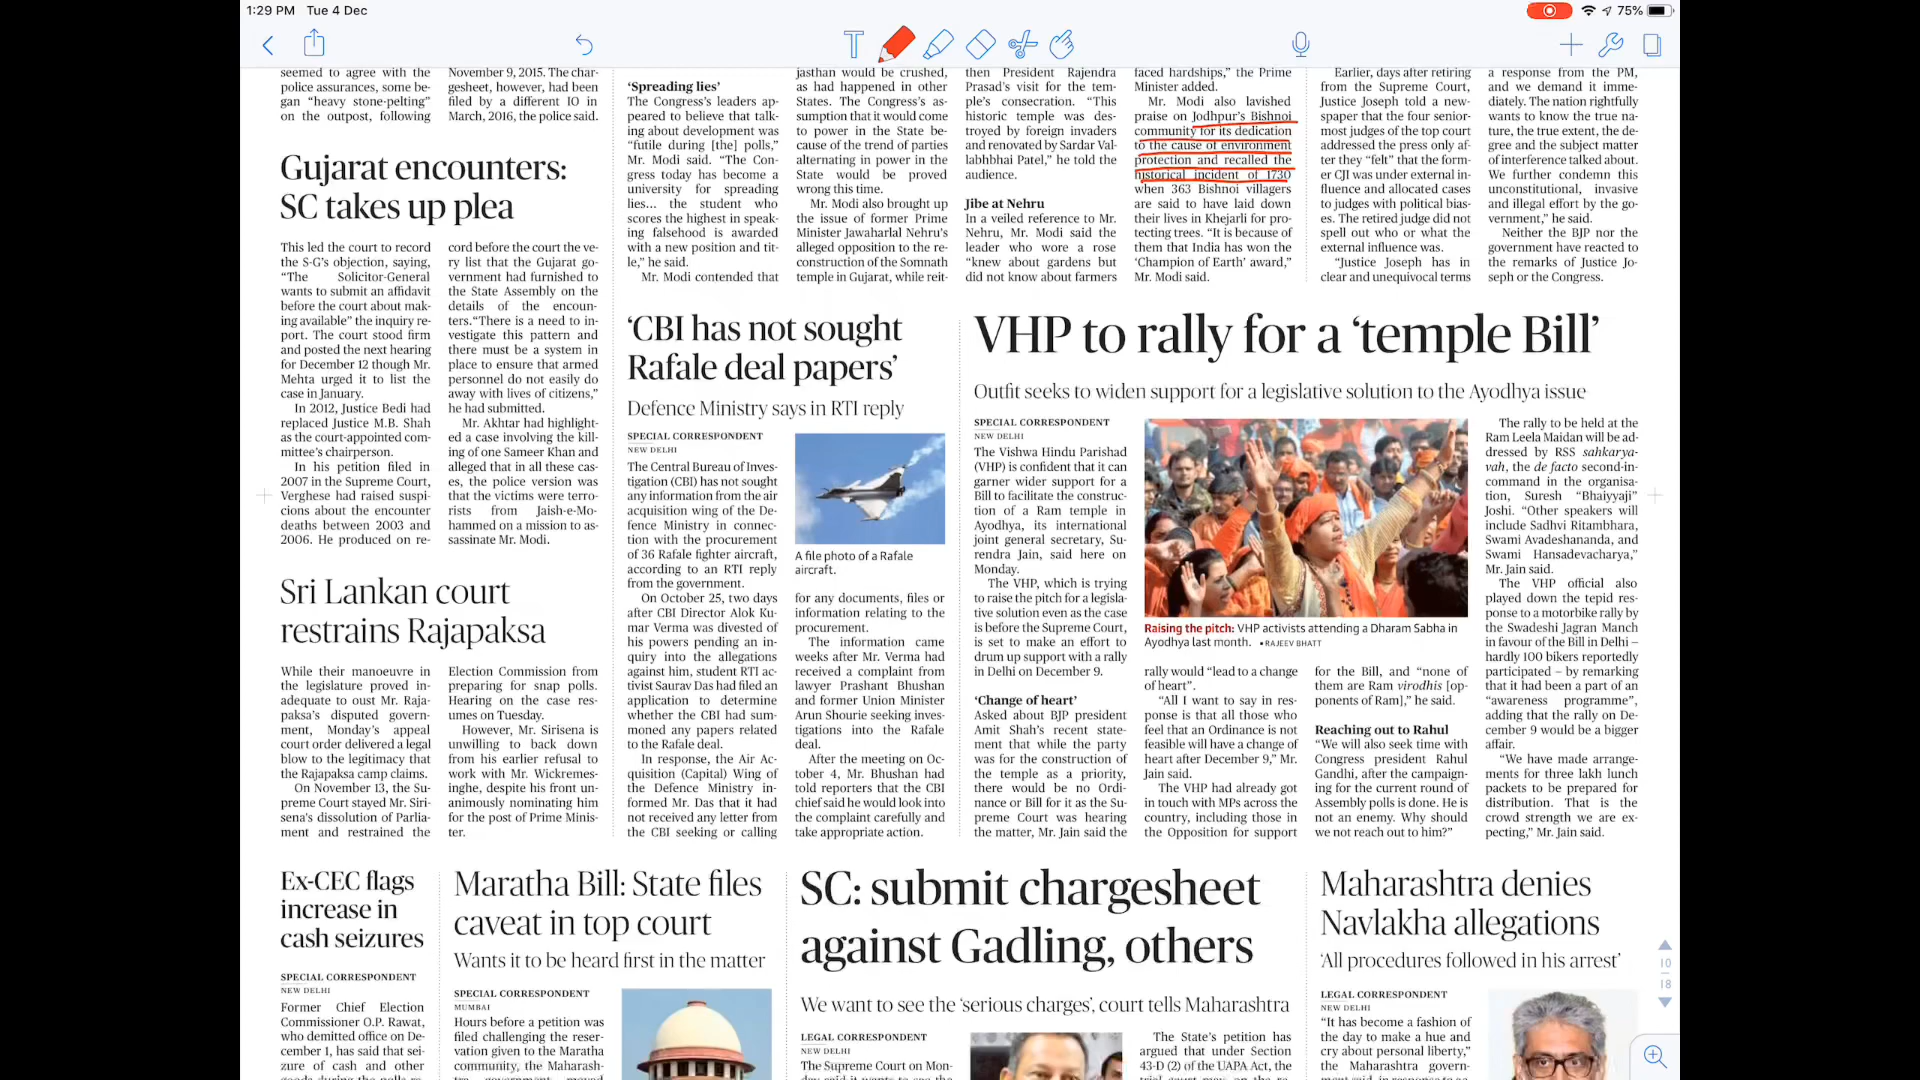 1:29 PM Tue 4 Dec
75%
seemed to agree with the
police assurances, some be-
gan “heavy stone-pelting”
on the outpost, following
November 9, 2015. The char-
gesheet, however, had been
filed by a different IO in
March, 2016, the police said.
Gujarat encounters:
SC takes up plea
This led the court to record
the S-G’s objection, saying,
“The Solicitor-General
wants to submit an affidavit
before the court about mak-
ing available” the inquiry re-
port. The court stood firm
and posted the next hearing
for December 12 though Mr.
Mehta urged it to list the
case in January.
In 2012, Justice Bedi had
replaced Justice M.B. Shah
as the court-appointed com-
mittee’s chairperson.
In his petition filed in
2007 in the Supreme Court,
Verghese had raised suspi-
cions about the encounter
deaths between 2003 and
2006. He produced on re-
cord before the court the ve-
ry list that the Gujarat go-
vernment had furnished to
the State Assembly on the
details of the encoun-
ters.“There is a need to in-
vestigate this pattern and
there must be a system in
place to ensure that armed
personnel do not easily do
away with lives of citizens,”
he had submitted.
Mr. Akhtar had highlight-
ed a case involving the kill-
ing of one Sameer Khan and
alleged that in all these cas-
es, the police version was
that the victims were terro-
rists from Jaish-e-Mo-
hammed on a mission to as-
sassinate Mr. Modi.
Sri Lankan court
restrains Rajapaksa
While their manoeuvre in
the legislature proved in-
adequate to oust Mr. Raja-
paksa’s disputed govern-
ment, Monday’s appeal
court order delivered a legal
blow to the legitimacy that
the Rajapaksa camp claims.
On November 13, the Su-
preme Court stayed Mr. Siri-
sena’s dissolution of Parlia-
ment and restrained the
Election Commission from
preparing for snap polls.
Hearing on the case res-
umes on Tuesday.
However, Mr. Sirisena is
unwilling to back down
from his earlier refusal to
work with Mr. Wickremes-
inghe, despite his front un-
animously nominating him
for the post of Prime Minis-
ter.
‘Spreading lies’
The Congress’s leaders ap-
peared to believe that talk-
ing about development was
“futile during [the] polls,”
Mr. Modi said. “The Con-
gress today has become a
university for spreading
lies... the student who
scores the highest in speak-
ing falsehood is awarded
with a new position and tit-
le,” he said.
Mr. Modi contended that
jasthan would be crushed,
as had happened in other
States. The Congress’s as-
sumption that it would come
to power in the State be-
cause of the trend of parties
alternating in power in the
State would be proved
wrong this time.
Mr. Modi also brought up
the issue of former Prime
Minister Jawaharlal Nehru’s
alleged opposition to the re-
construction of the Somnath
temple in Gujarat, while reit-
then President Rajendra
Prasad’s visit for the tem-
ple’s consecration. “This
historic temple was des-
troyed by foreign invaders
and renovated by Sardar Val-
labhbhai Patel,” he told the
audience.
Jibe at Nehru
In a veiled reference to Mr.
Nehru, Mr. Modi said the
leader who wore a rose
“knew about gardens but
did not know about farmers
faced hardships,” the Prime
Minister added.
Mr. Modi also lavished
praise on Jodhpur’s Bishnoi
community for its dedication
to the cause of environment
protection and recalled the
historical incident of 1730
when 363 Bishnoi villagers
are said to have laid down
their lives in Khejarli for pro-
tecting trees. “It is because of
them that India has won the
‘Champion of Earth’ award,”
Mr. Modi said.
Earlier, days after retiring
from the Supreme Court,
Justice Joseph told a news-
paper that the four senior-
most judges of the top court
addressed the press only af-
ter they “felt” that the form-
er CJI was under external in-
fluence and allocated cases
to judges with political bias-
es. The retired judge did not
spell out who or what the
external influence was.
“Justice Joseph has in
clear and unequivocal terms
a response from the PM,
and we demand it imme-
diately. The nation rightfully
wants to know the true na-
ture, the true extent, the de-
gree and the subject matter
of interference talked about.
We further condemn this
unconstitutional, invasive
and illegal effort by the go-
vernment,” he said.
Neither the BJP nor the
government have reacted to
the remarks of Justice Jo-
seph or the Congress.
‘CBI has not sought
Rafale deal papers’
Defence Ministry says in RTI reply
SPECIAL CORRESPONDENT
NEW DELHI
The Central Bureau of Inves-
tigation (CBI) has not sought
any information from the air
acquisition wing of the De-
fence Ministry in connec-
tion with the procurement
of 36 Rafale fighter aircraft,
according to an RTI reply
from the government.
On October 25, two days
after CBI Director Alok Ku-
mar Verma was divested of
his powers pending an in-
quiry into the allegations
against him, student RTI ac-
tivist Saurav Das had filed an
application to determine
whether the CBI had sum-
moned any papers related
to the Rafale deal.
In response, the Air Ac-
quisition (Capital) Wing of
the Defence Ministry in-
formed Mr. Das that it had
not received any letter from
the CBI seeking or calling
A file photo of a Rafale
aircraft.
for any documents, files or
information relating to the
procurement.
The information came
weeks after Mr. Verma had
received a complaint from
lawyer Prashant Bhushan
and former Union Minister
Arun Shourie seeking inves-
tigations into the Rafale
deal.
After the meeting on Oc-
tober 4, Mr. Bhushan had
told reporters that the CBI
chief said he would look into
the complaint carefully and
take appropriate action.
VHP to rally for a ‘temple Bill’
Outfit seeks to widen support for a legislative solution to the Ayodhya issue
SPECIAL CORRESPONDENT
NEW DELHI
The Vishwa Hindu Parishad
(VHP) is confident that it can
garner wider support for a
Bill to facilitate the construc-
tion of a Ram temple in
Ayodhya, its international
joint general secretary, Su-
rendra Jain, said here on
Monday.
The VHP, which is trying
to raise the pitch for a legisla-
tive solution even as the case
is before the Supreme Court,
is set to make an effort to
drum up support with a rally
in Delhi on December 9.
‘Change of heart’
Asked about BJP president
Amit Shah’s recent state-
ment that while the party
was for the construction of
the temple as a priority,
there would be no Ordi-
nance or Bill for it as the Su-
preme Court was hearing
the matter, Mr. Jain said the
Raising the pitch: VHP activists attending a Dharam Sabha in
Ayodhya last month. ▪RAJEEV BHATT
rally would “lead to a change
of heart”.
“All I want to say in res-
ponse is that all those who
feel that an Ordinance is not
feasible will have a change of
heart after December 9,” Mr.
Jain said.
The VHP had already got
in touch with MPs across the
country, including those in
the Opposition for support
for the Bill, and “none of
them are Ram virodhis [op-
ponents of Ram],” he said.
Reaching out to Rahul
“We will also seek time with
Congress president Rahul
Gandhi, after the campaign-
ing for the current round of
Assembly polls is done. He is
not an enemy. Why should
we not reach out to him?”
The rally to be held at the
Ram Leela Maidan will be ad-
dressed by RSS sahkarya-
vah, the de facto second-in-
command in the organisa-
tion, Suresh “Bhaiyyaji”
Joshi. “Other speakers will
include Sadhvi Ritambhara,
Swami Avadeshananda, and
Swami Hansadevacharya,”
Mr. Jain said.
The VHP official also
played down the tepid res-
ponse to a motorbike rally by
the Swadeshi Jagran Manch
in favour of the Bill in Delhi –
hardly 100 bikers reportedly
participated – by remarking
that it had been a part of an
“awareness programme”,
adding that the rally on De-
cember 9 would be a bigger
affair.
“We have made arrange-
ments for three lakh lunch
packets to be prepared for
distribution. That is the
crowd strength we are ex-
pecting,” Mr. Jain said.
Ex-CEC flags
increase in
cash seizures
SPECIAL CORRESPONDENT
NEW DELHI
Former Chief Election
Commissioner O.P. Rawat,
who demitted office on De-
cember 1, has said that sei-
zure of cash and other
Maratha Bill: State files
caveat in top court
Wants it to be heard first in the matter
SPECIAL CORRESPONDENT
MUMBAI
Hours before a petition was
filed challenging the reser-
vation given to the Maratha
community, the Maharash-
SC: submit chargesheet
against Gadling, others
We want to see the ‘serious charges’, court tells Maharashtra
LEGAL CORRESPONDENT
NEW DELHI
The Supreme Court on Mon-
The State’s petition has
argued that under Section
43-D (2) of the UAPA Act, the
Maharashtra denies
Navlakha allegations
‘All procedures followed in his arrest’
LEGAL CORRESPONDENT
NEW DELHI
“It has become a fashion of
the day to make a hue and
cry about personal liberty,”
the Maharashtra govern-
10
18